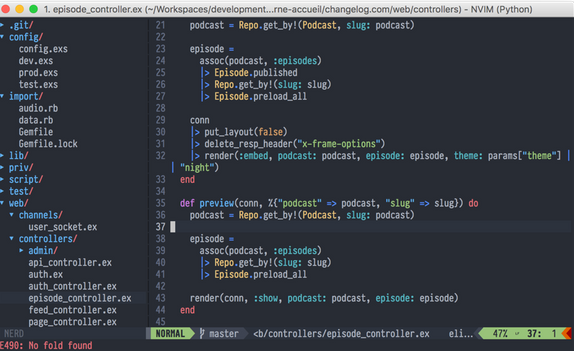 1. episode_controller.ex (~/Workspaces/development...rne-accueil/changelog.com/web/controllers) - NVIM (Python)
▸ .git/
▾ config/
config.exs
dev.exs
prod.exs
test.exs
▾ import/
audio.rb
data.rb
Gemfile
Gemfile.lock
▸ lib/
▸ priv/
▸ script/
▸ test/
▾ web/
▾ channels/
user_socket.ex
▾ controllers/
▸ admin/
api_controller.ex
auth.ex
auth_controller.ex
episode_controller.ex
feed_controller.ex
page_controller.ex
21 podcast = Repo.get_by!(Podcast, slug: podcast)
22
23 episode =
24 assoc(podcast, :episodes)
25 |> Episode.published
26 |> Repo.get_by!(slug: slug)
27 |> Episode.preload_all
28
29 conn
30 |> put_layout(false)
31 |> delete_resp_header("x-frame-options")
32 |> render(:embed, podcast: podcast, episode: episode, theme: params["theme"] |
| "night")
33 end
34
35 def preview(conn, %{"podcast" => podcast, "slug" => slug}) do
36 podcast = Repo.get_by!(Podcast, slug: podcast)
37
38 episode =
39 assoc(podcast, :episodes)
40 |> Repo.get_by!(slug: slug)
41 |> Episode.preload_all
42
43 render(conn, :show, podcast: podcast, episode: episode)
44 end
45
NERD NORMAL master <b/controllers/episode_controller.ex eli… 47% 37: 1
E490: No fold found